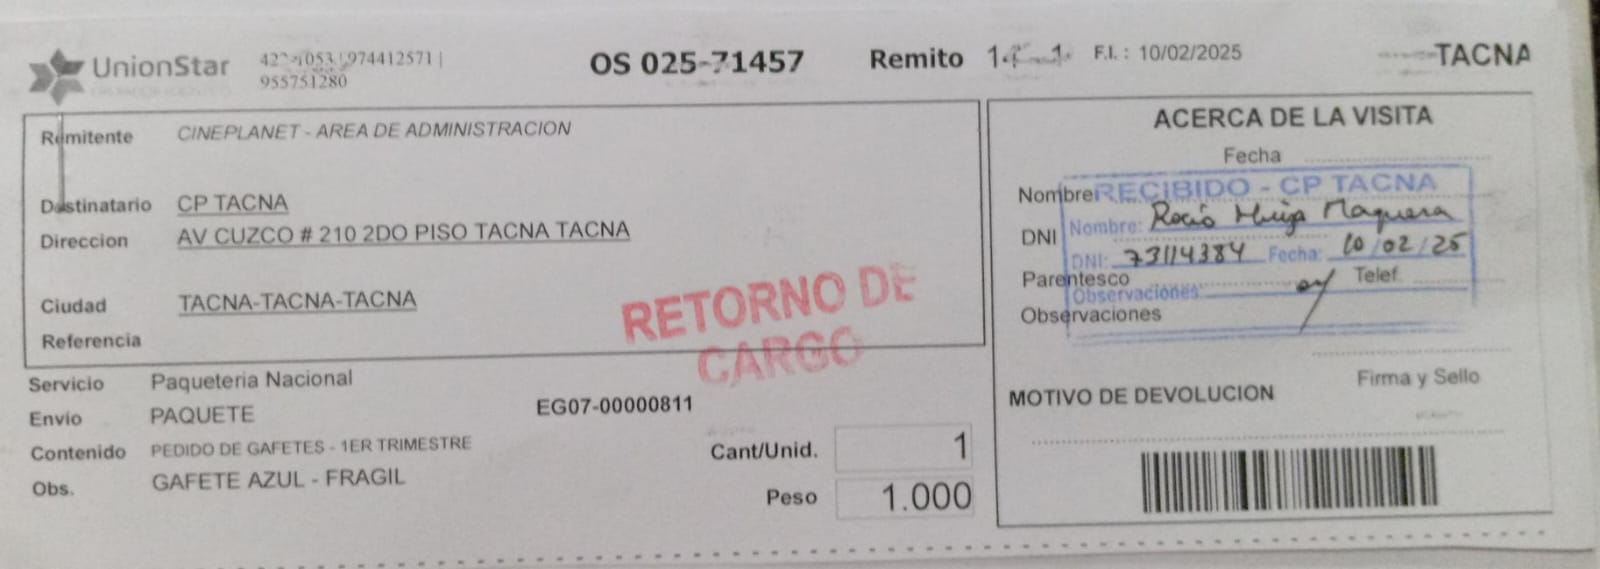 UnionStar
974412571 |
955751280
OS 025-71457
Remito
F.I. : 10/02/2025
TACNA
Remitente CINEPLANET - AREA DE ADMINISTRACION
Destinatario CP TACNA
Direccion AV CUZCO # 210 2DO PISO TACNA TACNA
Ciudad TACNA-TACNA-TACNA
Referencia
RETORNO DE
CARGO
Servicio Paqueteria Nacional
Envio PAQUETE
EG07-00000811
Contenido PEDIDO DE GAFETES - 1ER TRIMESTRE
Obs. GAFETE AZUL - FRAGIL
Cant/Unid. 1
Peso 1.000
ACERCA DE LA VISITA
Fecha
Nombre
DNI
Parentesco
Telef
Observaciones
RECIBIDO - CP TACNA
Nombre: Rocío Maquera
DNI: 73114384 Fecha: 10/02/25
Observaciones:
Firma y Sello
MOTIVO DE DEVOLUCION